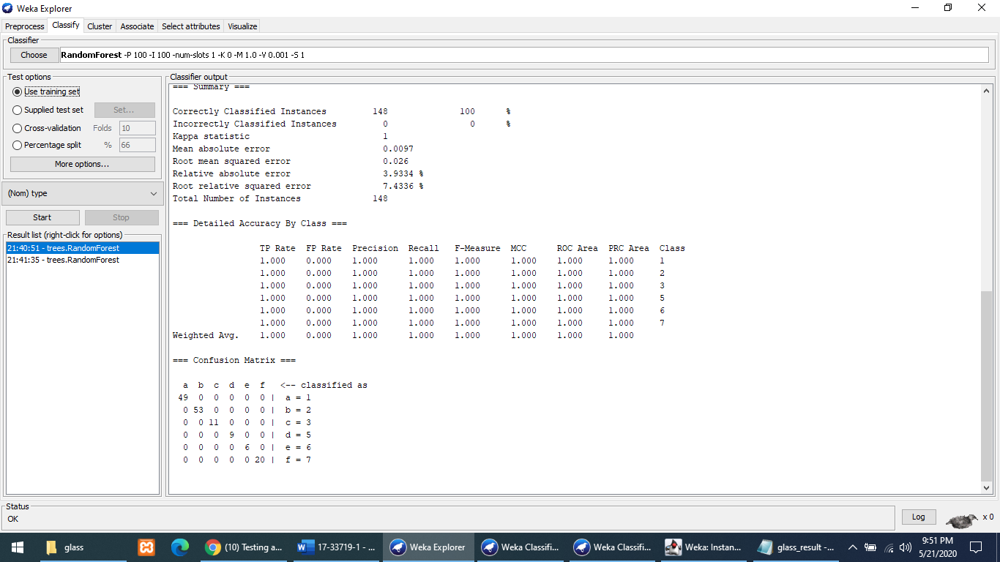 Weka Explorer
Preprocess Classify Cluster Associate Select attributes Visualize
Classifier
Choose RandomForest -P 100 -I 100 -num-slots 1 -K 0 -M 1.0 -V 0.001 -S 1
Test options
Use training set
Supplied test set Set...
Cross-validation Folds 10
Percentage split % 66
More options...
(Nom) type
Start Stop
Result list (right-click for options)
21:40:51 - trees.RandomForest
21:41:35 - trees.RandomForest
Classifier output
=== Summary ===
Correctly Classified Instances 148 100 %
Incorrectly Classified Instances 0 0 %
Kappa statistic 1
Mean absolute error 0.0097
Root mean squared error 0.026
Relative absolute error 3.9334 %
Root relative squared error 7.4336 %
Total Number of Instances 148
=== Detailed Accuracy By Class ===
TP Rate FP Rate Precision Recall F-Measure MCC ROC Area PRC Area Class
1.000 0.000 1.000 1.000 1.000 1.000 1.000 1.000 1
1.000 0.000 1.000 1.000 1.000 1.000 1.000 1.000 2
1.000 0.000 1.000 1.000 1.000 1.000 1.000 1.000 3
1.000 0.000 1.000 1.000 1.000 1.000 1.000 1.000 5
1.000 0.000 1.000 1.000 1.000 1.000 1.000 1.000 6
1.000 0.000 1.000 1.000 1.000 1.000 1.000 1.000 7
Weighted Avg. 1.000 0.000 1.000 1.000 1.000 1.000 1.000 1.000
=== Confusion Matrix ===
a b c d e f <-- classified as
49 0 0 0 0 0 | a = 1
0 53 0 0 0 0 | b = 2
0 0 11 0 0 0 | c = 3
0 0 0 9 0 0 | d = 5
0 0 0 0 6 0 | e = 6
0 0 0 0 0 20 | f = 7
Status
OK
Log x 0
glass (10) Testing a... 17-33719-1 - ... Weka Explorer Weka Classifi... Weka Classifi... Weka: Instan... glass_result -...
9:51 PM
5/21/2020